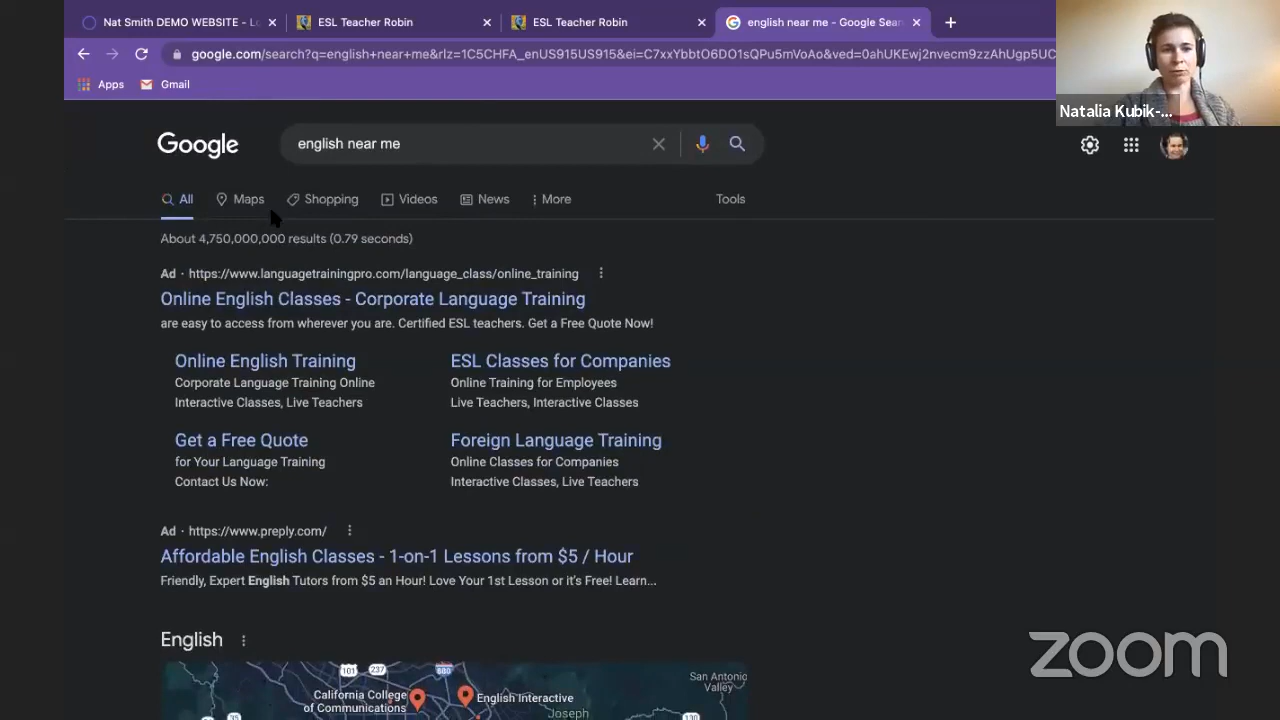 Nat Smith DEMO WEBSITE - L
ESL Teacher Robin
ESL Teacher Robin
english near me - Google Sear
google.com/search?q=english+near+me&rlz=1C5CHFA_enUS915US915&ei=C7xxYbbtO6DO1sQPu5mVoAo&ved=0ahUKEwj2nvecm9zzAhUgp5UC
Apps
Gmail
Natalia Kubik-...
Google
english near me
All
Maps
Shopping
Videos
News
More
Tools
About 4,750,000,000 results (0.79 seconds)
Ad · https://www.languagetrainingpro.com/language_class/online_training
Online English Classes - Corporate Language Training
are easy to access from wherever you are. Certified ESL teachers. Get a Free Quote Now!
Online English Training
Corporate Language Training Online
Interactive Classes, Live Teachers
ESL Classes for Companies
Online Training for Employees
Live Teachers, Interactive Classes
Get a Free Quote
for Your Language Training
Contact Us Now:
Foreign Language Training
Online Classes for Companies
Interactive Classes, Live Teachers
Ad · https://www.preply.com/
Affordable English Classes - 1-on-1 Lessons from $5 / Hour
Friendly, Expert English Tutors from $5 an Hour! Love Your 1st Lesson or it's Free! Learn...
English
101
237
680
California College
of Communications
English Interactive
Joseph
San Antonio
Valley
35
130
zoom